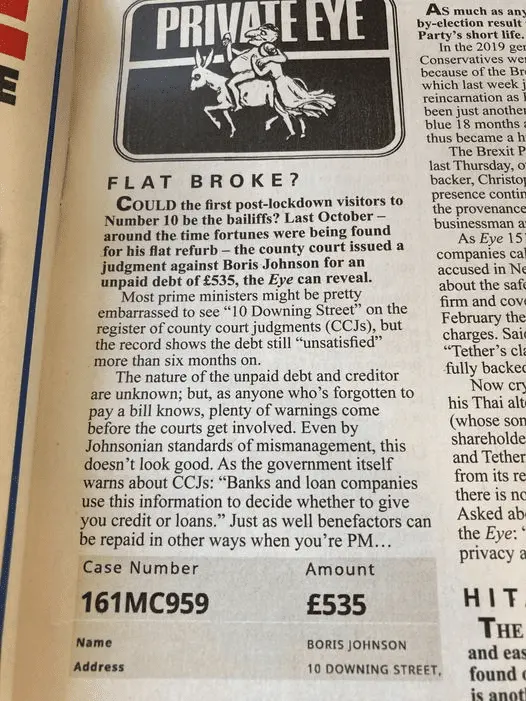 PRIVATE EYE
FLAT BROKE?
COULD the first post-lockdown visitors to
Number 10 be the bailiffs? Last October –
around the time fortunes were being found
for his flat refurb – the county court issued a
judgment against Boris Johnson for an
unpaid debt of £535, the Eye can reveal.
Most prime ministers might be pretty
embarrassed to see “10 Downing Street” on the
register of county court judgments (CCJs), but
the record shows the debt still “unsatisfied”
more than six months on.
The nature of the unpaid debt and creditor
are unknown; but, as anyone who’s forgotten to
pay a bill knows, plenty of warnings come
before the courts get involved. Even by
Johnsonian standards of mismanagement, this
doesn’t look good. As the government itself
warns about CCJs: “Banks and loan companies
use this information to decide whether to give
you credit or loans.” Just as well benefactors can
be repaid in other ways when you’re PM…
Case Number Amount
161MC959 £535
Name BORIS JOHNSON
Address 10 DOWNING STREET,
AS much as any
by-election result
Party’s short life.
In the 2019 ge
Conservatives we
because of the Br
which last week j
reincarnation as
been just another
blue 18 months
thus became a h
The Brexit P
last Thursday, o
backer, Christop
presence contin
the provenance
businessman a
As Eye 15
companies cal
accused in Ne
about the safe
firm and cove
February the
charges. Said
“Tether’s cla
fully backed
Now cry
his Thai alt
(whose son
shareholde
and Tether
from its re
there is no
Asked ab
the Eye: “
privacy a
HIT
THE
and eas
found
is anot